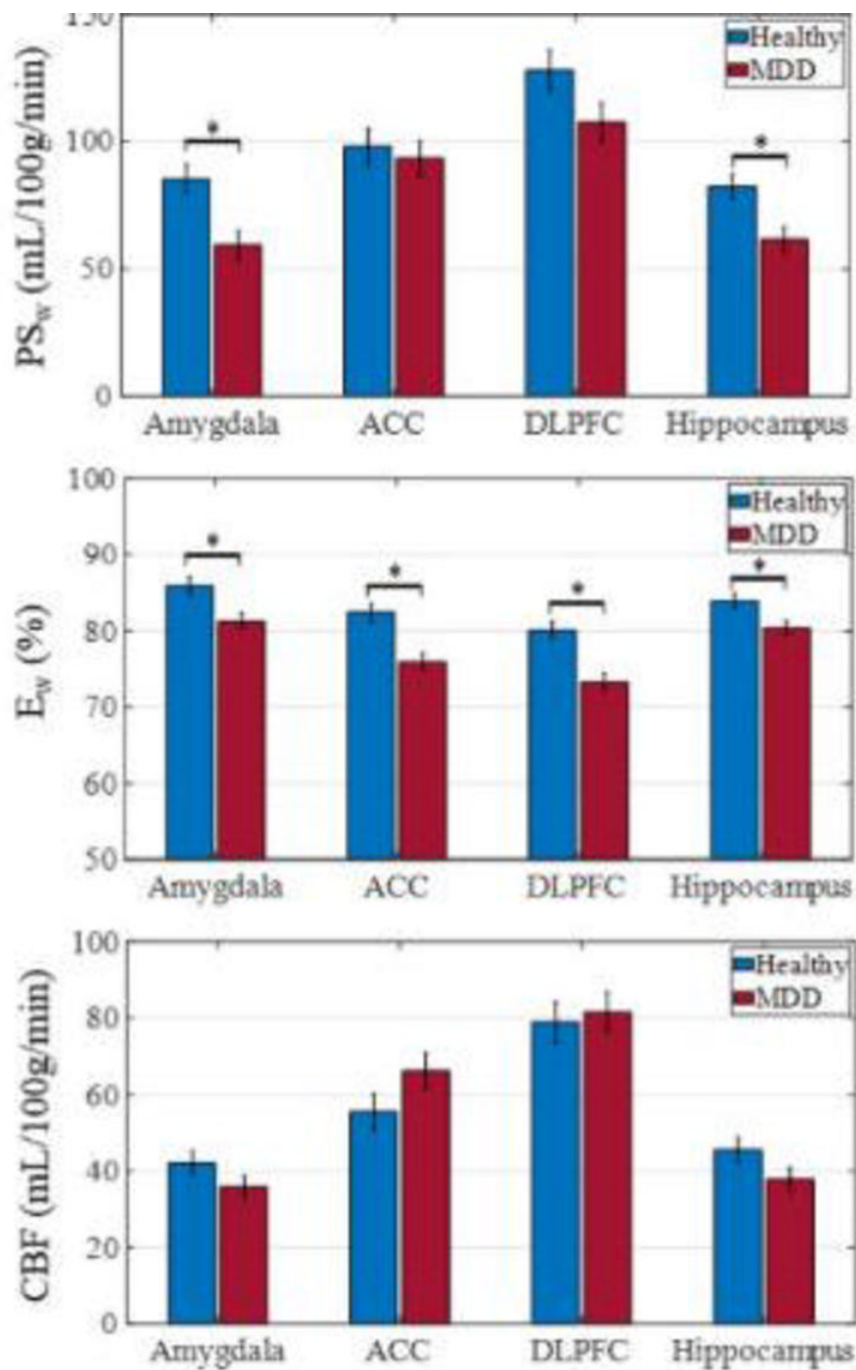 150
Healthy
MDD
*
*
100
50
0
PSw (mL/100g/min)
Amygdala ACC DLPFC Hippocampus
100
Healthy
MDD
*
*
*
*
90
80
70
60
50
Ew (%)
Amygdala ACC DLPFC Hippocampus
100
Healthy
MDD
80
60
40
20
0
CBF (mL/100g/min)
Amygdala ACC DLPFC Hippocampus